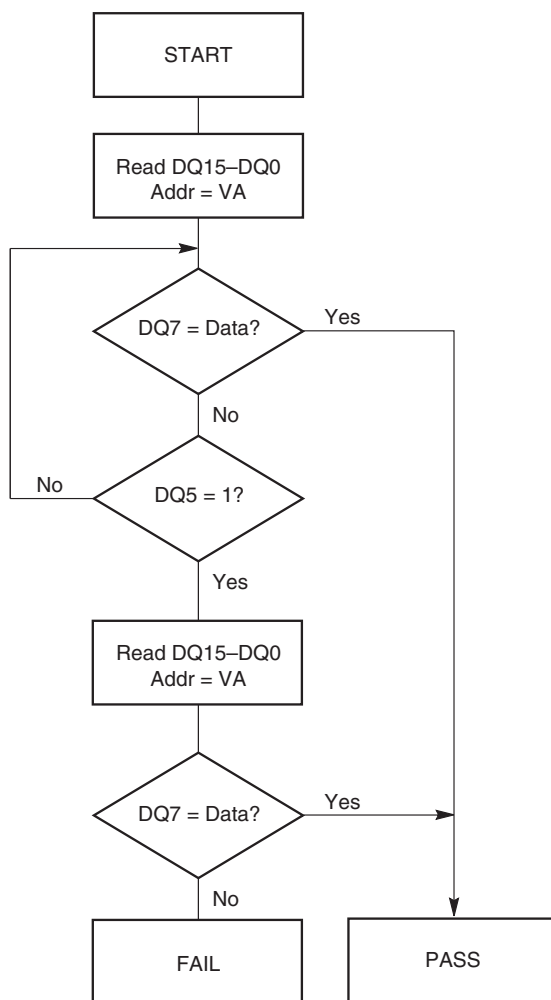 START
Read DQ15–DQ0
Addr = VA
DQ7 = Data?
Yes
No
No
DQ5 = 1?
Yes
Read DQ15–DQ0
Addr = VA
DQ7 = Data?
Yes
No
FAIL
PASS